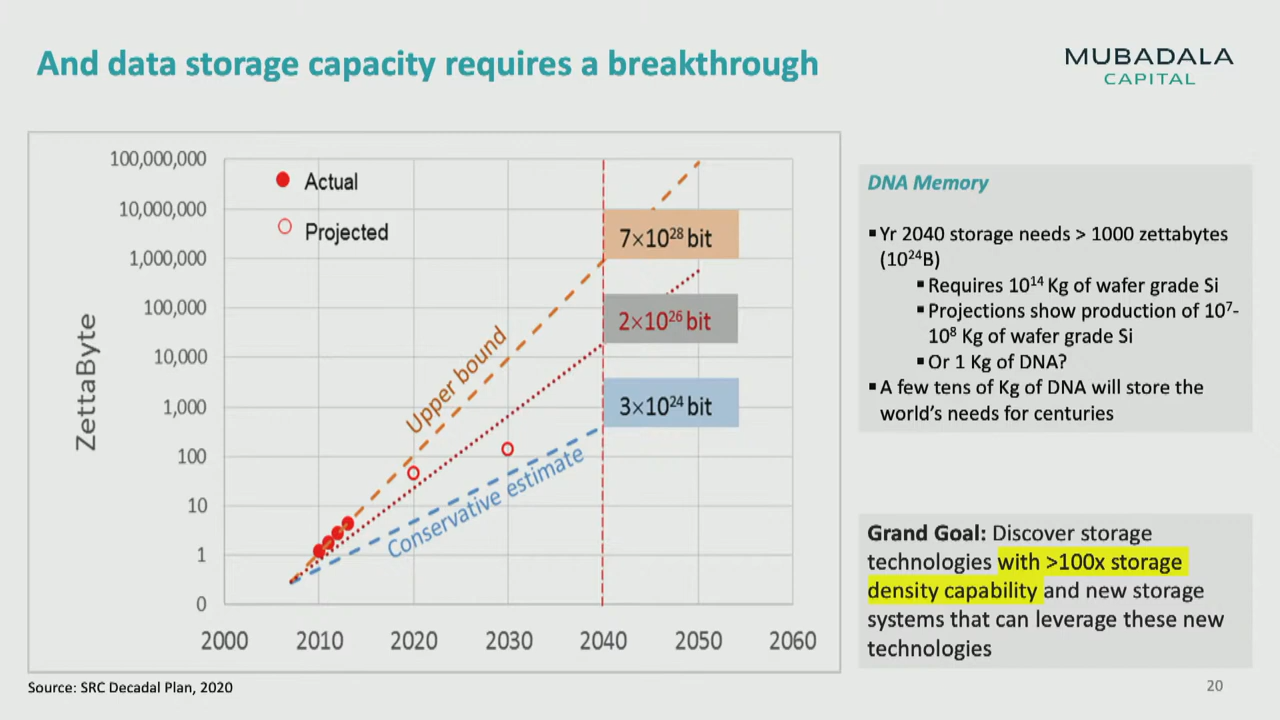 And data storage capacity requires a breakthrough
MUBADALA
CAPITAL
ZettaByte
100,000,000
10,000,000
1,000,000
100,000
10,000
1,000
100
10
1
0
Actual
Projected
Upper bound
Conservative estimate
7×10²⁸ bit
2×10²⁶ bit
3×10²⁴ bit
2000 2010 2020 2030 2040 2050 2060
DNA Memory
▪Yr 2040 storage needs > 1000 zettabytes
(10²⁴B)
▪Requires 10¹⁴ Kg of wafer grade Si
▪Projections show production of 10⁷-
10⁸ Kg of wafer grade Si
▪Or 1 Kg of DNA?
▪A few tens of Kg of DNA will store the
world's needs for centuries
Grand Goal: Discover storage
technologies with >100x storage
density capability and new storage
systems that can leverage these new
technologies
Source: SRC Decadal Plan, 2020
20